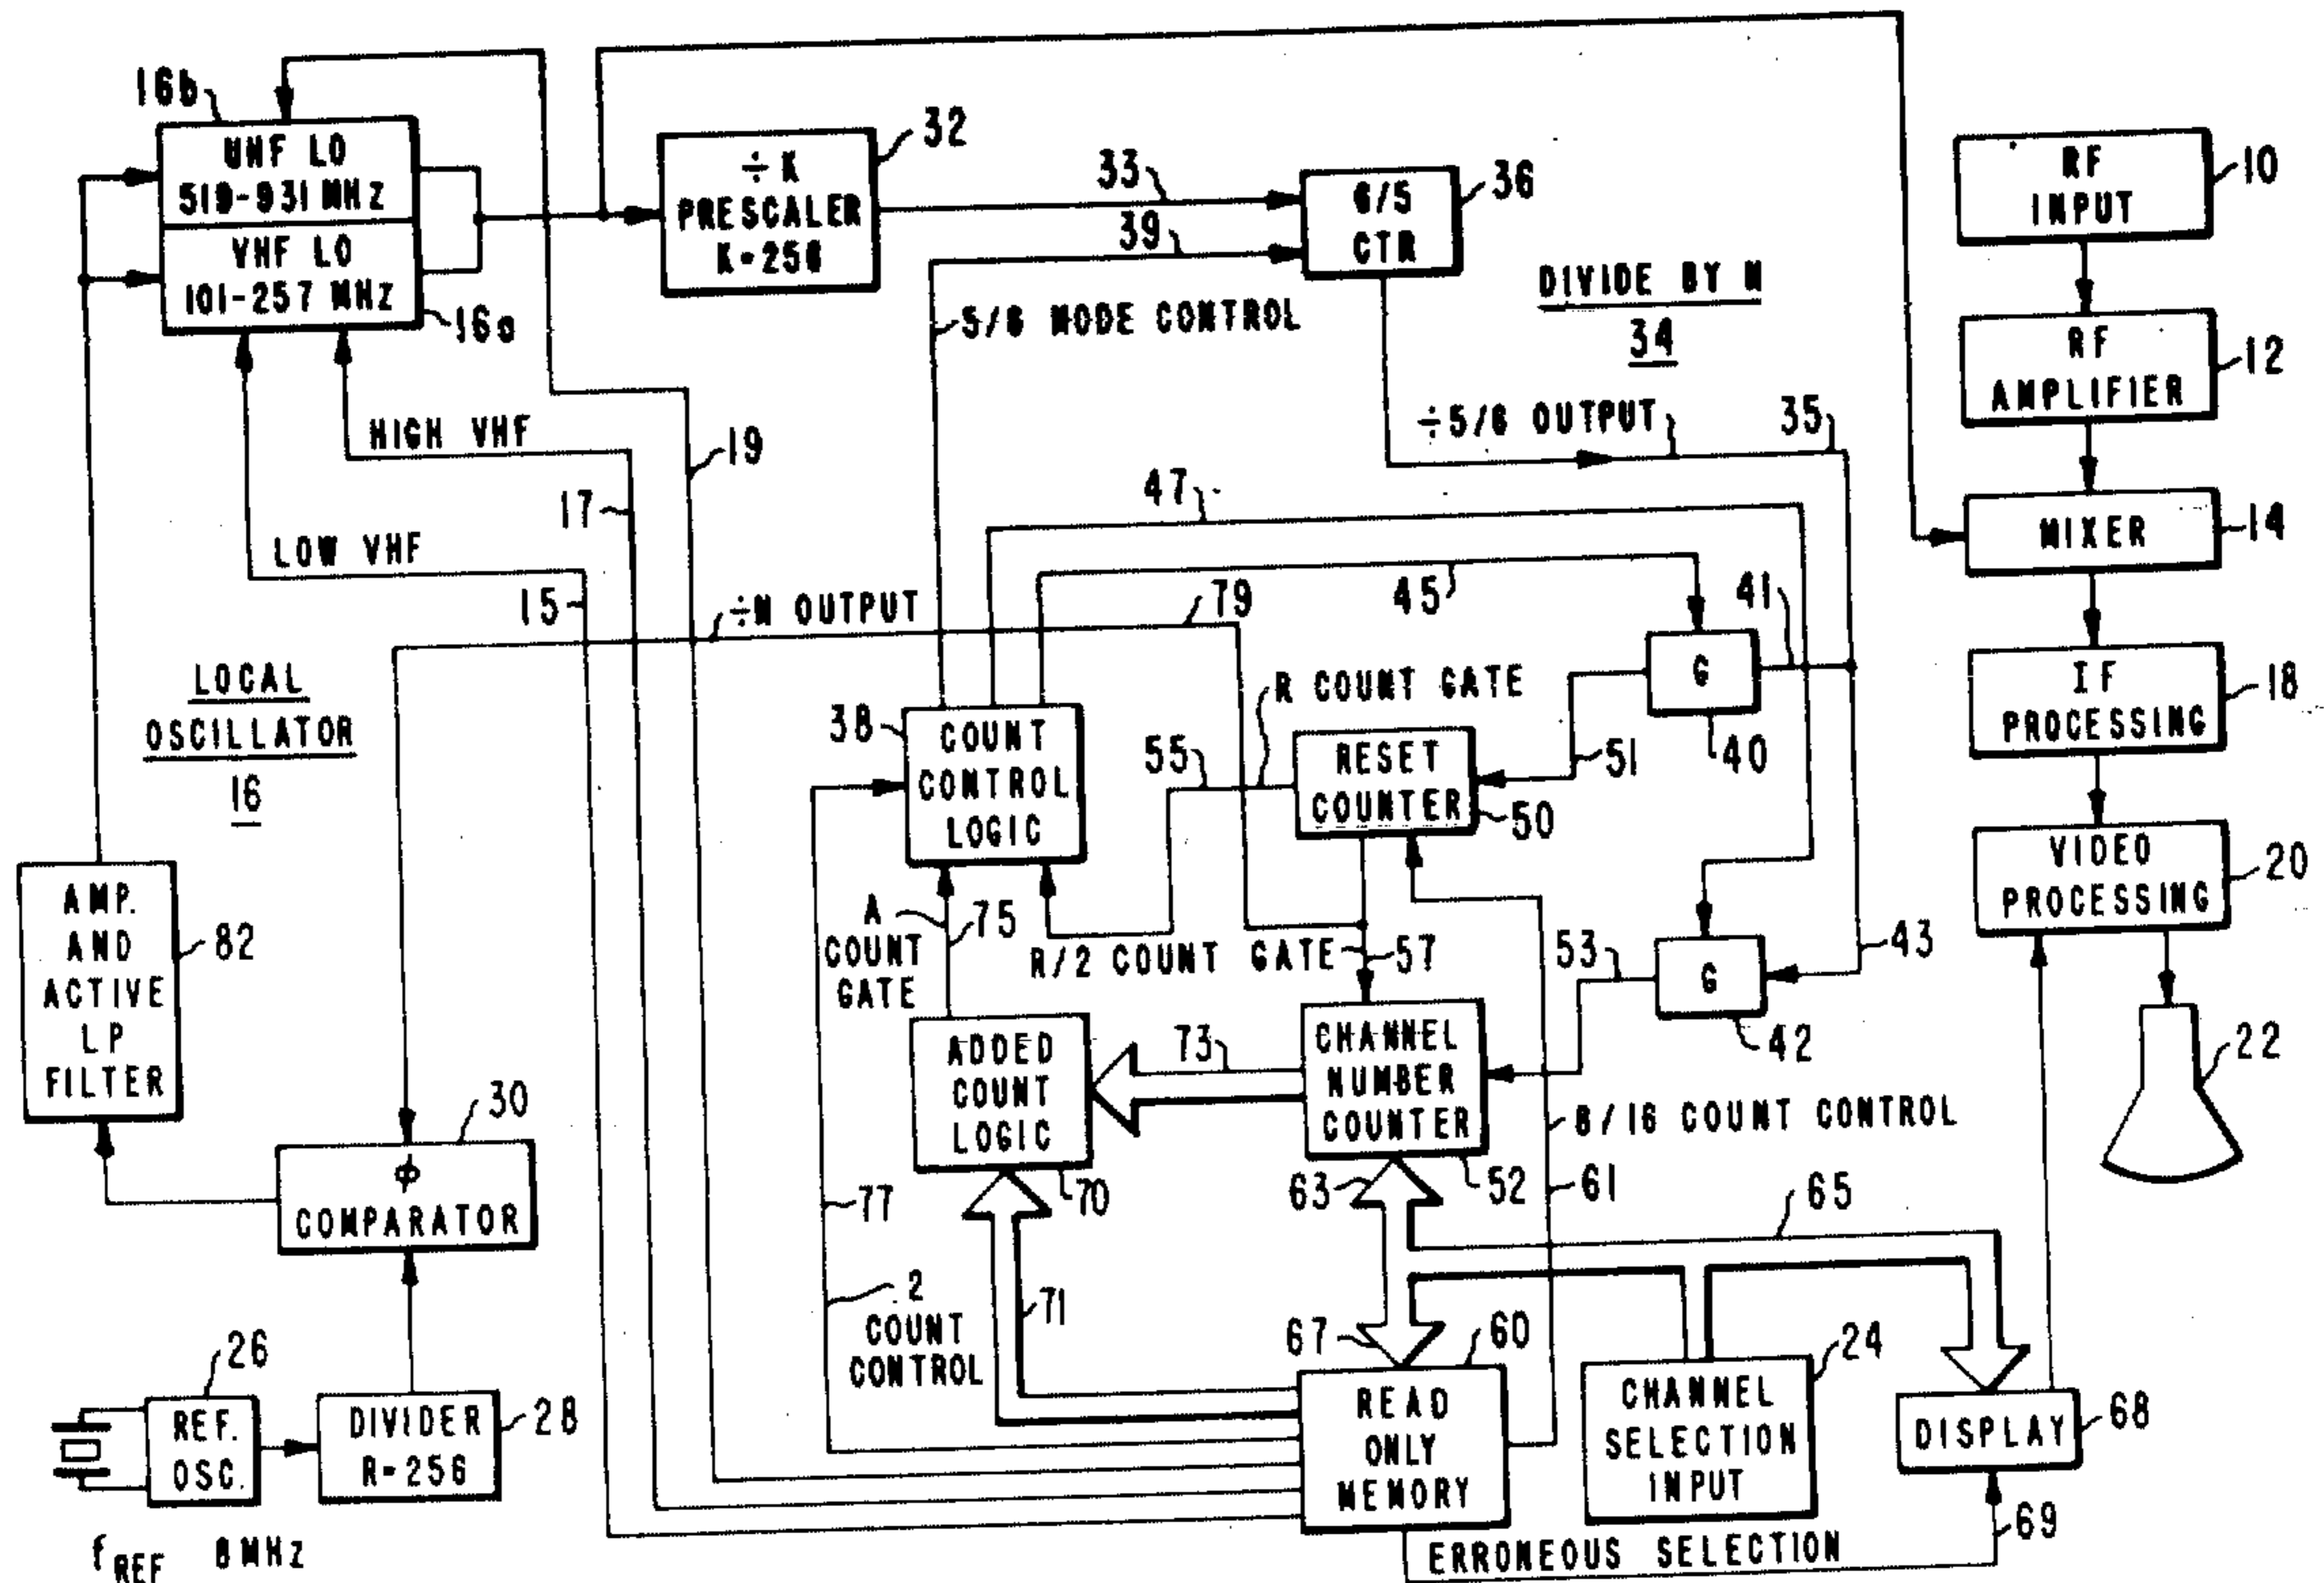 16b
UHF LO
519-931 MHZ
VHF LO
101-257 MHZ
16a
÷ K
PRESCALER
K-256
32
33
39
6/5
CTR
36
RF
INPUT
10
DIVIDE BY N
34
5/6 MODE CONTROL
RF
AMPLIFIER
12
÷5/6 OUTPUT
35
HIGH VHF
19
47
17
MIXER
14
LOW VHF
15
÷N OUTPUT
79
45
41
LOCAL
OSCILLATOR
16
G
40
R COUNT GATE
IF
PROCESSING
18
38
COUNT
CONTROL
LOGIC
55
RESET
COUNTER
50
51
VIDEO
PROCESSING
20
AMP.
AND
ACTIVE
LP
FILTER
82
A
COUNT
GATE
75
R/2 COUNT GATE
57
53
43
G
42
ADDED
COUNT
LOGIC
70
73
CHANNEL
NUMBER
COUNTER
52
22
30
ϕ
COMPARATOR
8/16 COUNT CONTROL
77
63
61
65
2
COUNT
CONTROL
71
67
60
24
26
REF.
OSC.
DIVIDER
R-256
28
READ
ONLY
MEMORY
CHANNEL
SELECTION
INPUT
DISPLAY
68
fREF 8MHZ
ERRONEOUS SELECTION
69